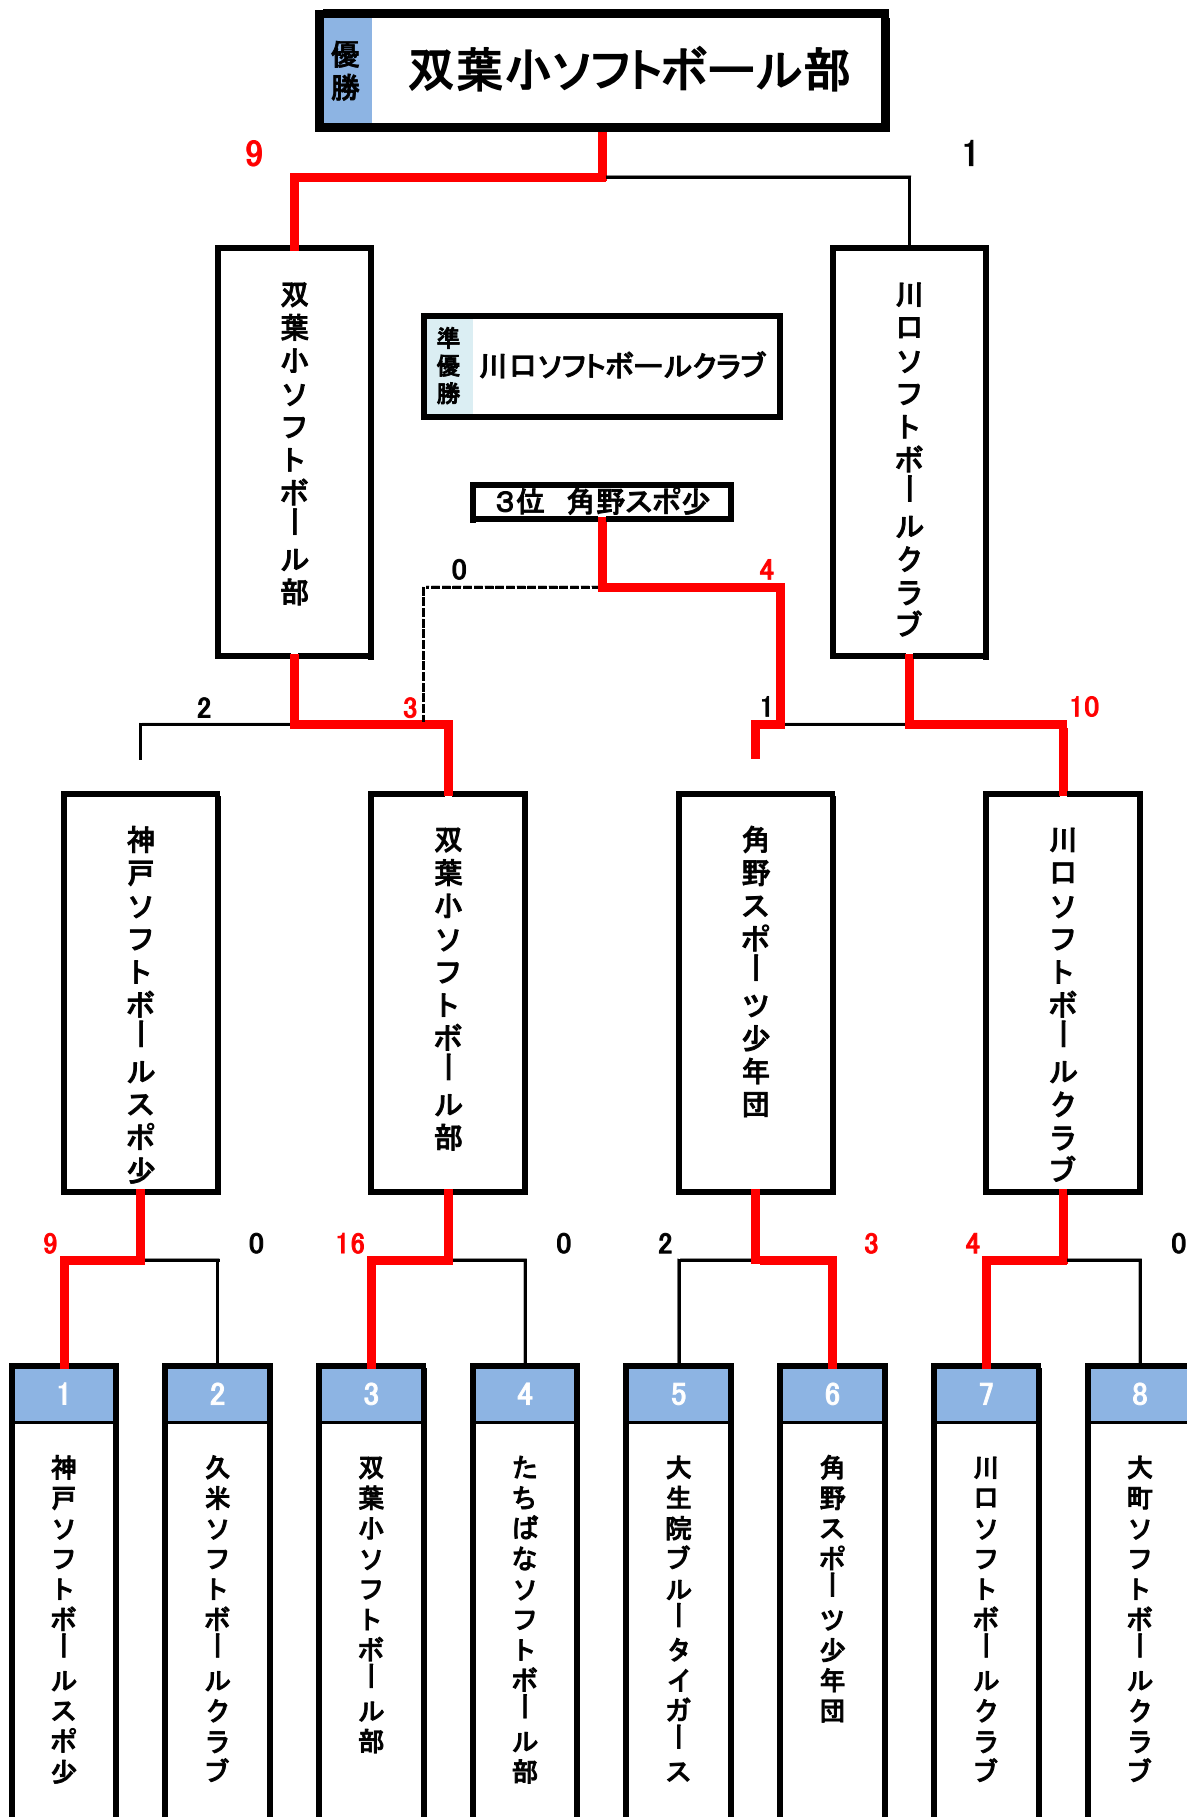 優勝
双葉小ソフトボール部
9
1
双葉小ソフトボール部
川口ソフトボールクラブ
準優勝
川口ソフトボールクラブ
3位 角野スポ少
0
4
2
3
1
10
神戸ソフトボールスポ少
双葉小ソフトボール部
角野スポーツ少年団
川口ソフトボールクラブ
9
0
16
0
2
3
4
0
1
2
3
4
5
6
7
8
神戸ソフトボールスポ少
久米ソフトボールクラブ
双葉小ソフトボール部
たちばなソフトボール部
大生院ブルータイガース
角野スポーツ少年団
川口ソフトボールクラブ
大町ソフトボールクラブ